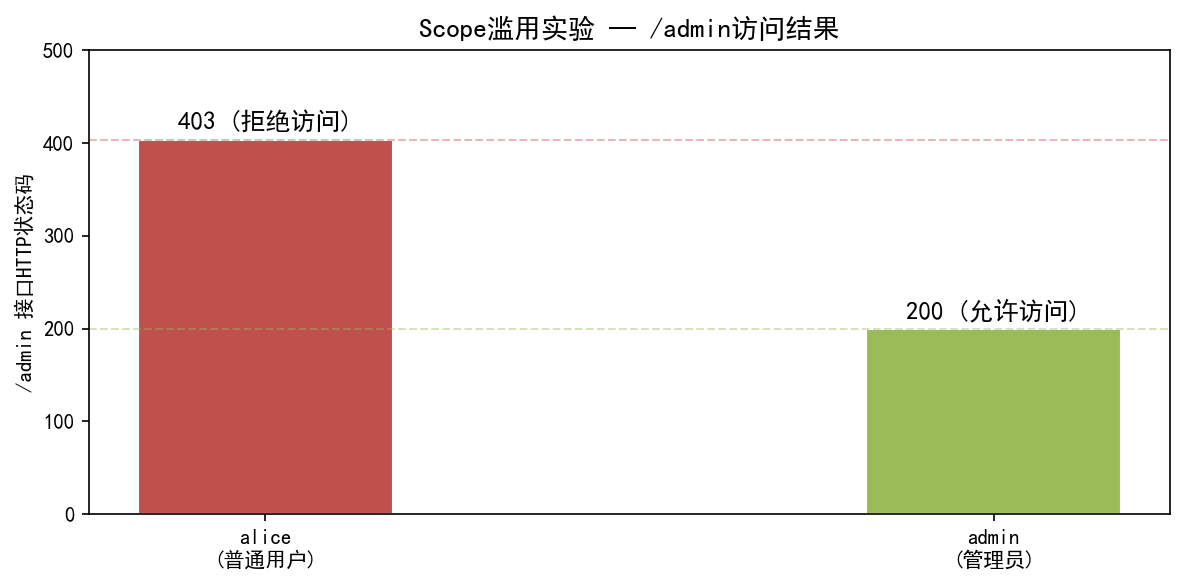 Scope滥用实验 — /admin访问结果
/admin 接口HTTP状态码
500
400
300
200
100
0
403 (拒绝访问)
200 (允许访问)
alice
(普通用户)
admin
(管理员)